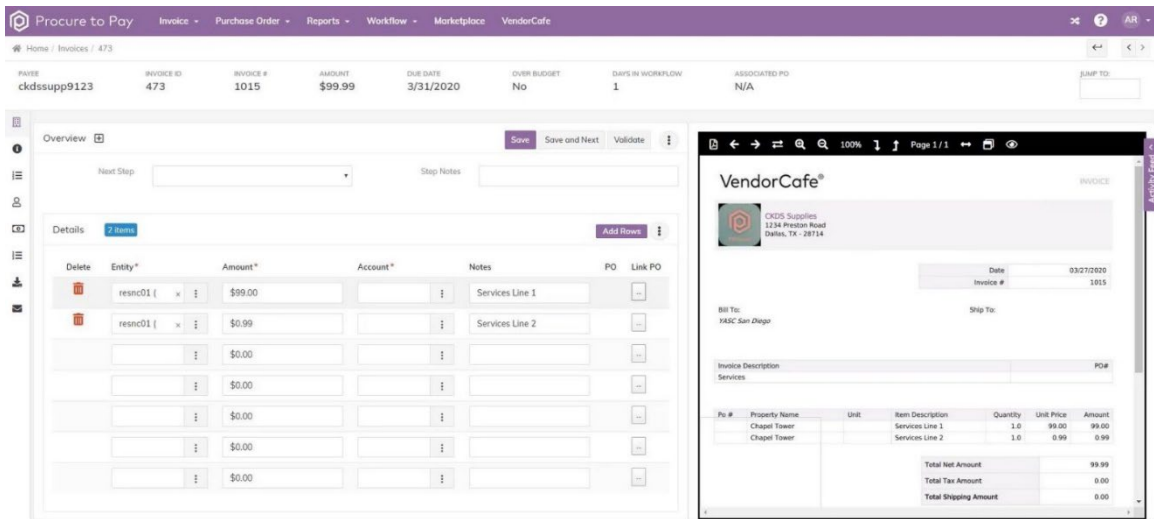 Procure to Pay Invoice Purchase Order Reports Workflow Marketplace VendorCafe AR
Home / Invoices / 473
PAYEE INVOICE ID INVOICE # AMOUNT DUE DATE OVER BUDGET DAYS IN WORKFLOW ASSOCIATED PO JUMP TO:
ckdssupp9123 473 1015 $99.99 3/31/2020 No 1 N/A
Overview Save Save and Next Validate
Next Step Step Notes
Details 2 items Add Rows
Delete Entity* Amount* Account* Notes PO Link PO
resnc01 ( x $99.00 Services Line 1 ...
resnc01 ( x $0.99 Services Line 2 ...
$0.00 ...
$0.00 ...
$0.00 ...
$0.00 ...
$0.00 ...
100% Page 1 / 1
Activity Feed
VendorCafe® INVOICE
CKDS Supplies
1234 Preston Road
Dallas, TX - 28714
Date 03/27/2020
Invoice # 1015
Bill To: Ship To:
YASC San Diego
Invoice Description PO#
Services
Po # Property Name Unit Item Description Quantity Unit Price Amount
Chapel Tower Services Line 1 1.0 99.00 99.00
Chapel Tower Services Line 2 1.0 0.99 0.99
Total Net Amount 99.99
Total Tax Amount 0.00
Total Shipping Amount 0.00